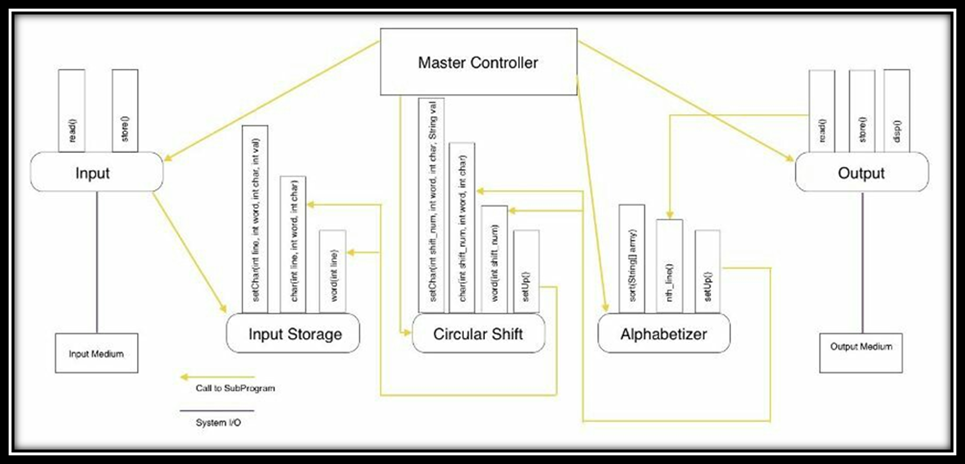 Master Controller
read()
store()
Input
Input Medium
setChar(int line, int word, int char, int val)
char(int line, int word, int char)
word(int line)
Input Storage
setChar(int shift_num, int word, int char, String val
char(int shift_num, int word, int char)
word(int shift_num)
setUp()
Circular Shift
sort(String[] array)
nth_line()
setUp()
Alphabetizer
read()
store()
disp()
Output
Output Medium
Call to SubProgram
System I/O